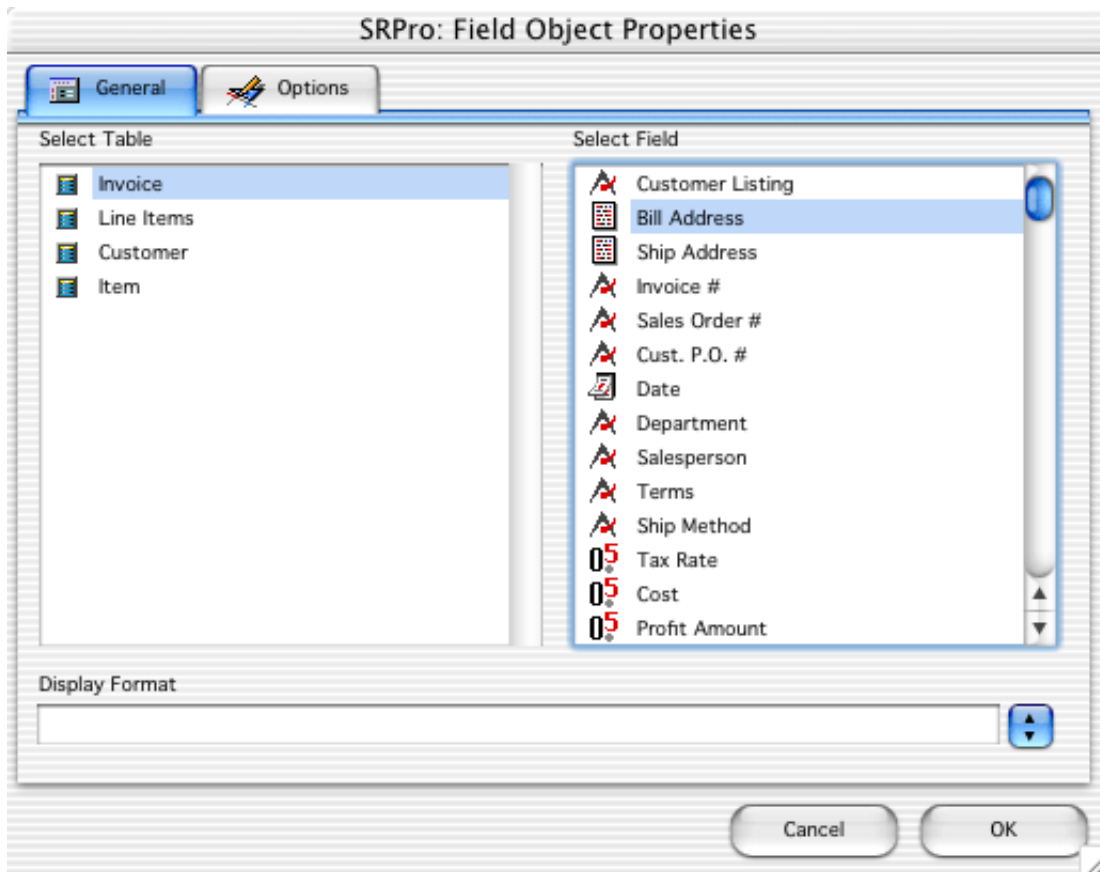 SRPro: Field Object Properties
General
Options
Select Table
Select Field
Invoice
Line Items
Customer
Item
Customer Listing
Bill Address
Ship Address
Invoice #
Sales Order #
Cust. P.O. #
Date
Department
Salesperson
Terms
Ship Method
Tax Rate
Cost
Profit Amount
Display Format
Cancel
OK